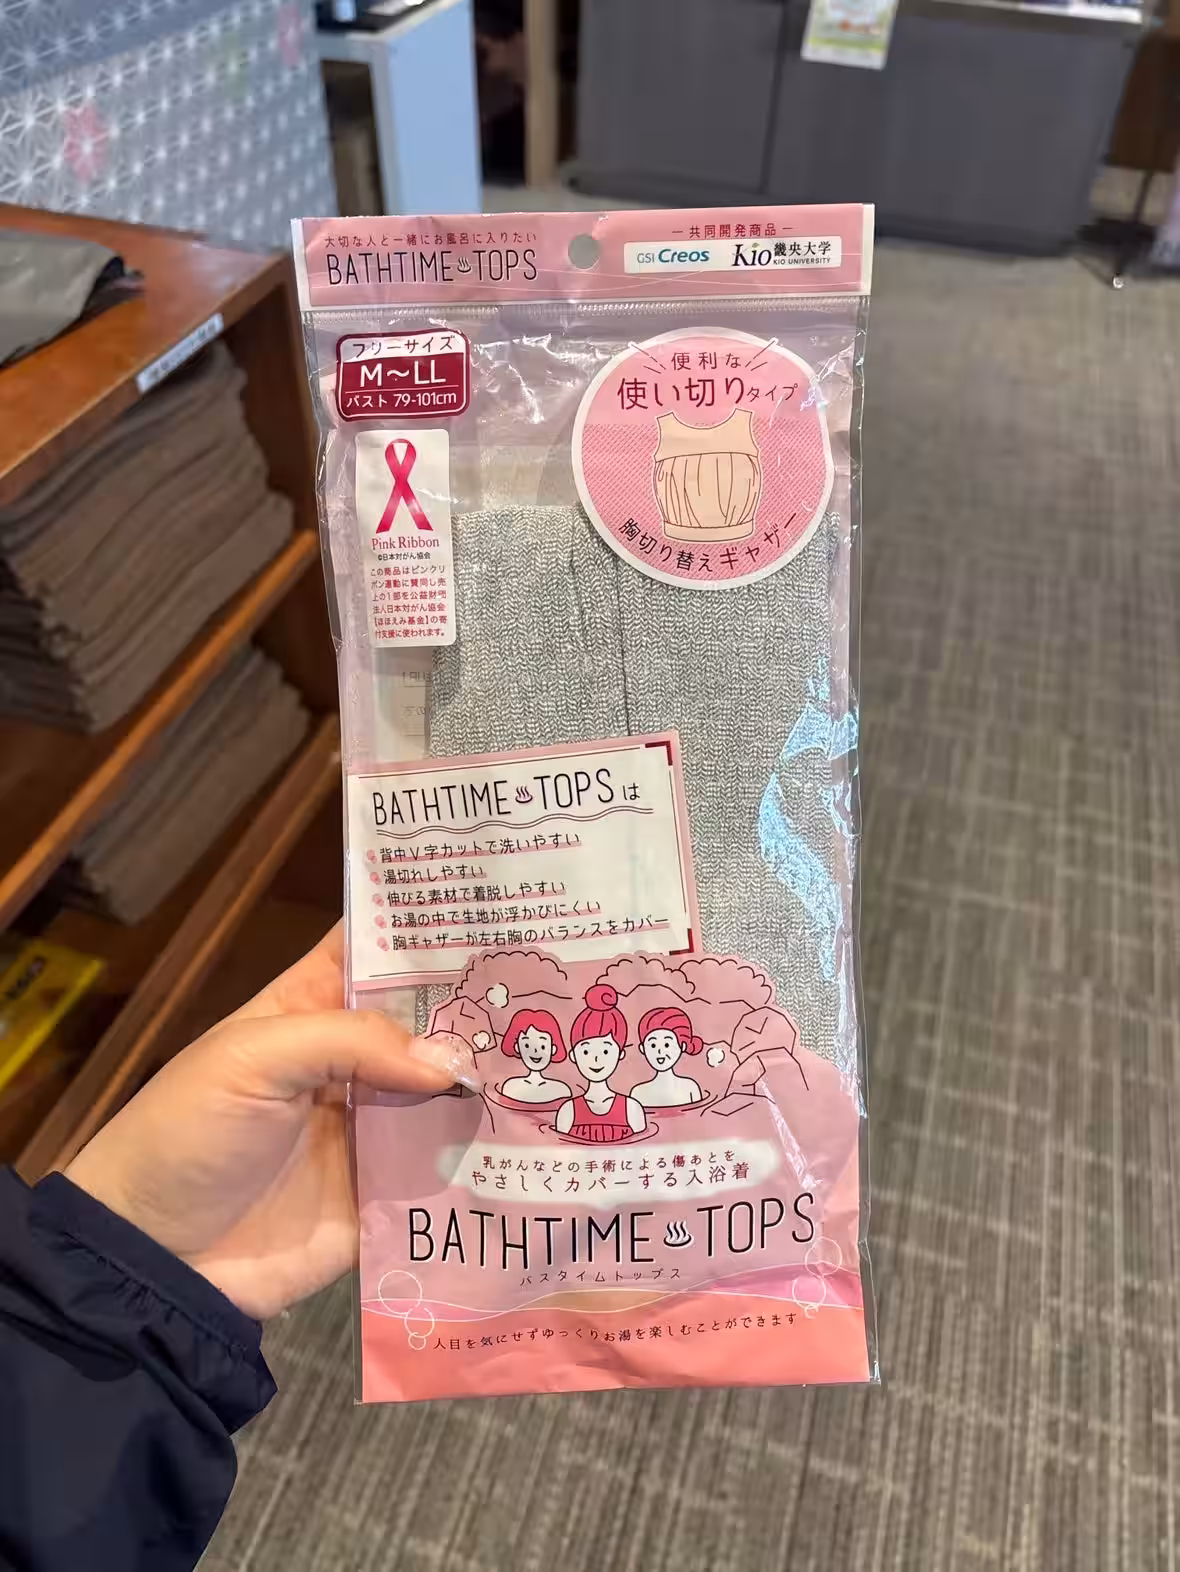 大切な人と一緒にお風呂に入りたい
BATHTIME TOPS
共同開発商品
GSI Creos
Kio 畿央大学
KIO UNIVERSITY
フリーサイズ
M〜LL
バスト 79-101cm
便利な
使い切りタイプ
胸切り替えギャザー
Pink Ribbon
©日本対がん協会
この商品はピンクリ
ボン運動に賛同し売
上の1部を公益財団
法人日本対がん協会
【ほほえみ基金】の寄
付支援に使われます。
BATHTIME TOPS は
背中V字カットで洗いやすい
湯切れしやすい
伸びる素材で着脱しやすい
お湯の中で生地が浮かびにくい
胸ギャザーが左右胸のバランスをカバー
乳がんなどの手術による傷あとを
やさしくカバーする入浴着
BATHTIME TOPS
バスタイムトップス
人目を気にせずゆっくりお湯を楽しむことができます